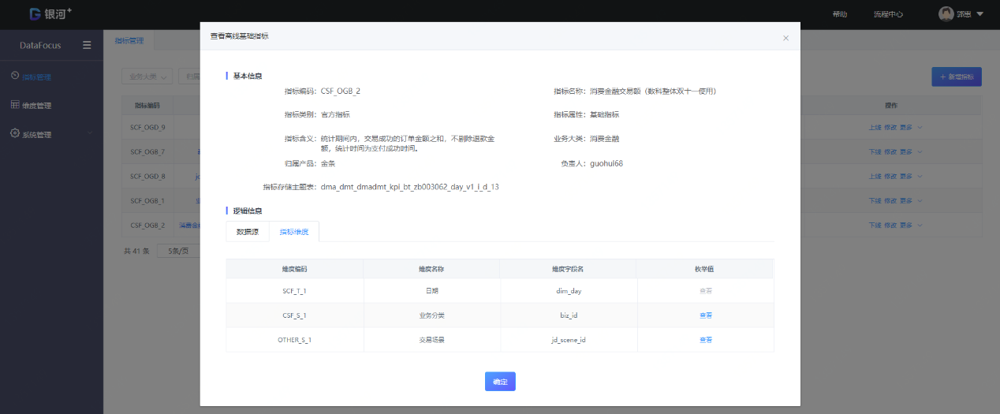 银河+
帮助
流程中心
郭惠
DataFocus
指标管理
维度管理
系统管理
指标管理
业务大类
归属
+ 新增指标
指标编码
操作
SCF_OGD_9
上线 修改 更多
SCF_OGB_7
下线 修改 更多
SCF_OGD_8
上线 修改 更多
SCF_OGB_1
下线 修改 更多
CSF_OGB_2
消费金
下线 修改 更多
共 41 条
5条/页
查看离线基础指标
基本信息
指标编码: CSF_OGB_2
指标名称: 消费金融交易额（数科整体双十一使用）
指标类别: 官方指标
指标属性: 基础指标
指标含义: 统计期间内，交易成功的订单金额之和，不剔除退款金
额，统计时间为支付成功时间。
业务大类: 消费金融
归属产品: 金条
负责人: guohui68
指标存储主题表: dma_dmt_dmadmt_kpi_bt_zb003062_day_v1_i_d_13
逻辑信息
数据源
指标维度
维度编码 维度名称 维度字段名 枚举值
SCF_T_1 日期 dim_day 查看
CSF_S_1 业务分类 biz_id 查看
OTHER_S_1 交易场景 jd_scene_id 查看
确定